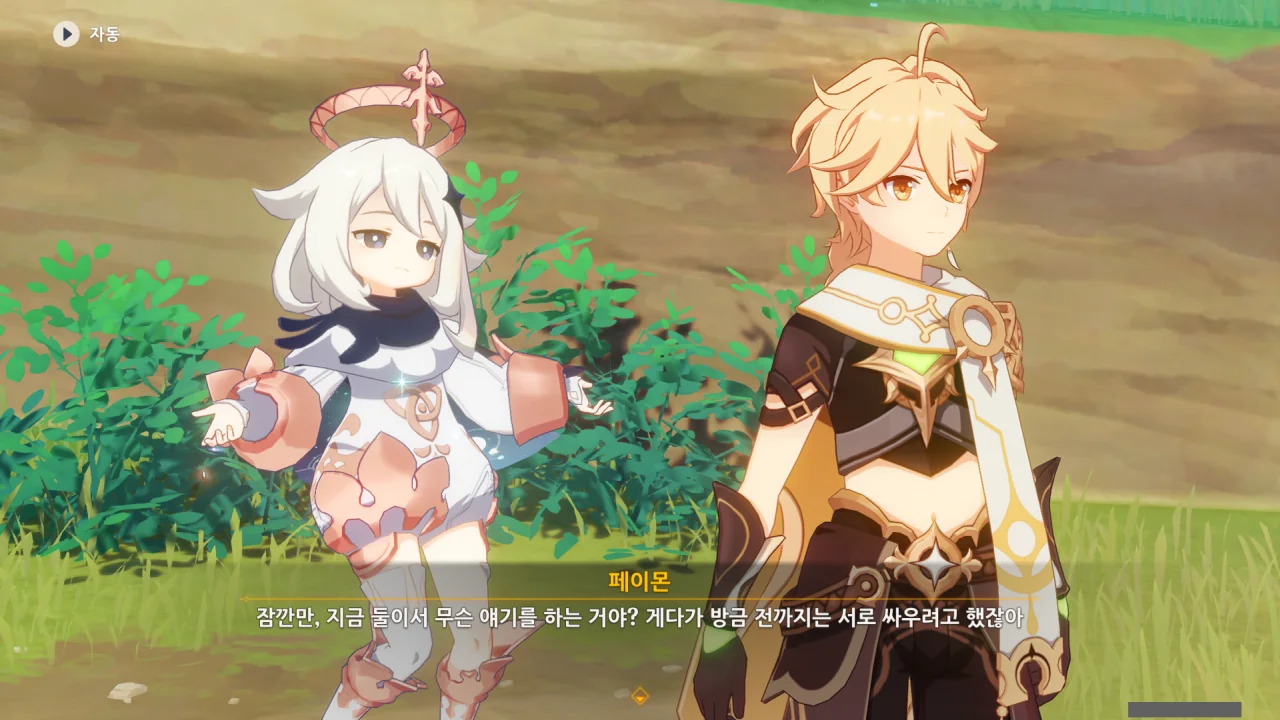 자동
페이몬
잠깐만, 지금 둘이서 무슨 얘기를 하는 거야? 게다가 방금 전까지는 서로 싸우려고 했잖아